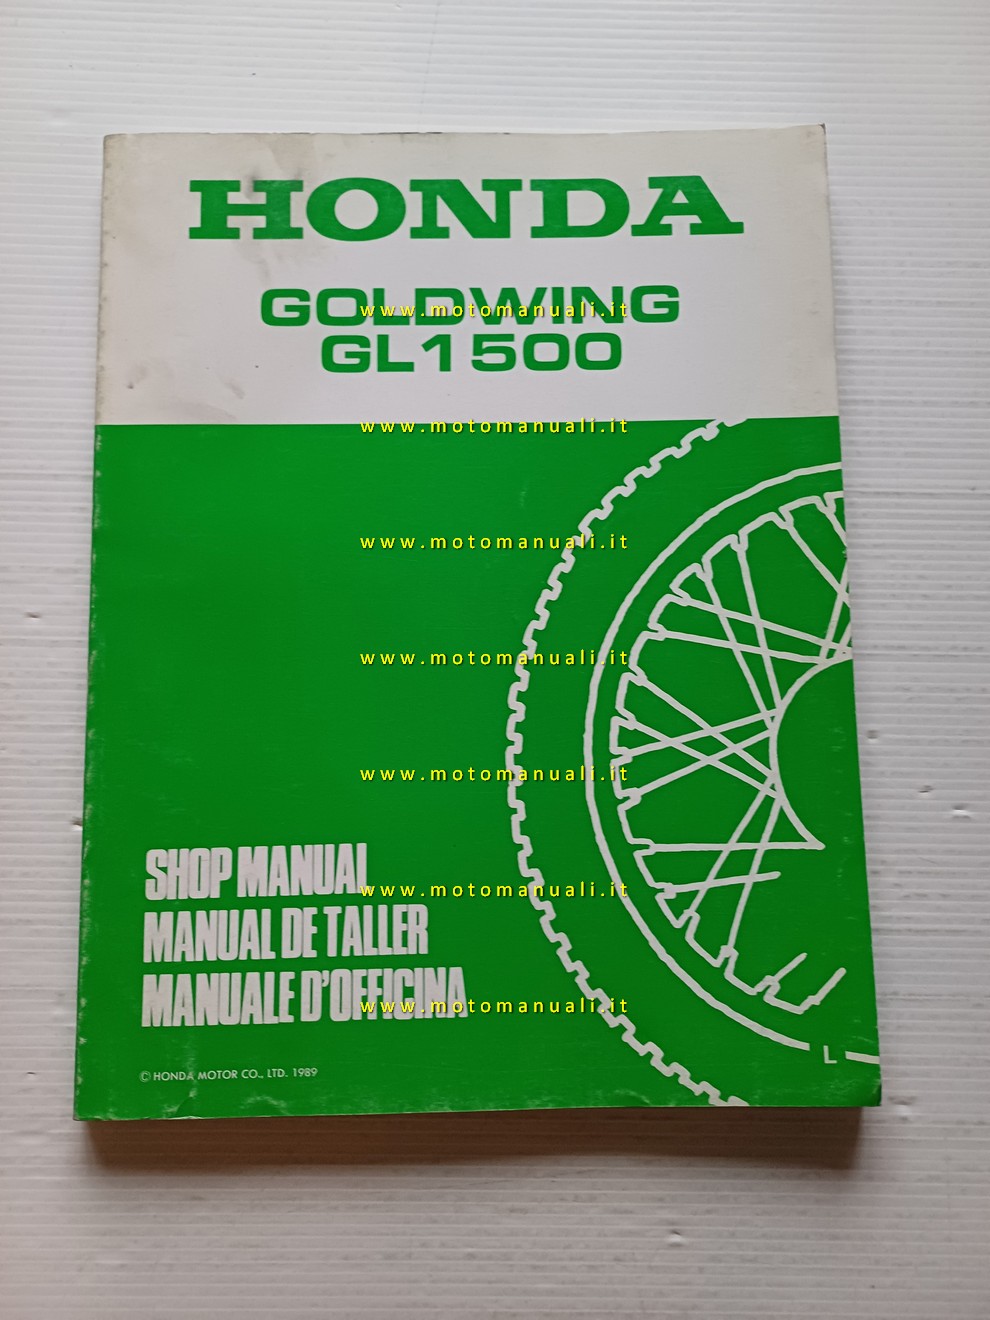 HONDA
GOLDWING
www.motomanuali.it
GL1500
www.motomanuali.it
www.motomanuali.it
www.motomanuali.it
www.motomanuali.it
SHOP MANUAL
www.motomanuali.it
MANUAL DE TALLER
MANUALE D'OFFICINA
www.motomanuali.it
L
© HONDA MOTOR CO., LTD. 1989